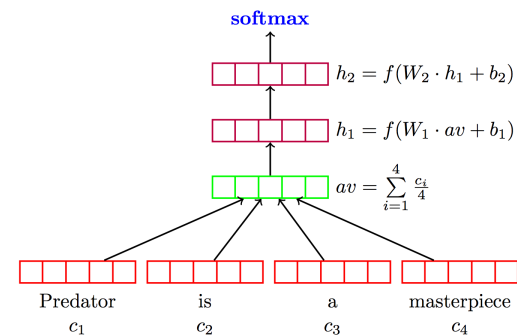 softmax
h₂ = f(W₂ · h₁ + b₂)
h₁ = f(W₁ · av + b₁)
av = ∑_{i=1}^{4} c_i/4
Predator is a masterpiece
c₁ c₂ c₃ c₄